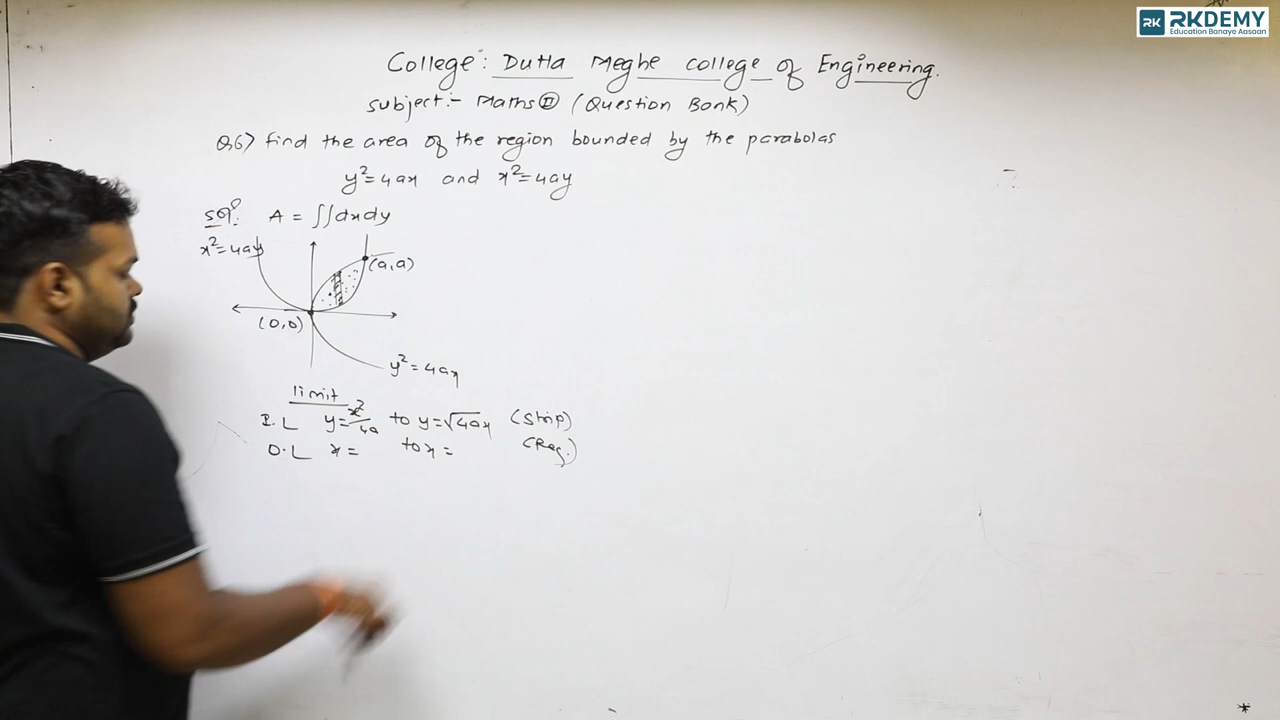 RK RKDEMY
Education Banaye Aasaan
College: Dutta Meghe college of Engineering.
Subject:- Maths II (Question Bank)
Q.6) find the area of the region bounded by the parabolas
y²=4ax and x²=4ay
Solⁿ: A = ∬dxdy
x²=4ay
(a,a)
(0,0)
y²=4ax
limit
I.L y=x²/4a to y=√4ax (Strip)
O.L x= to x= (Reg.)